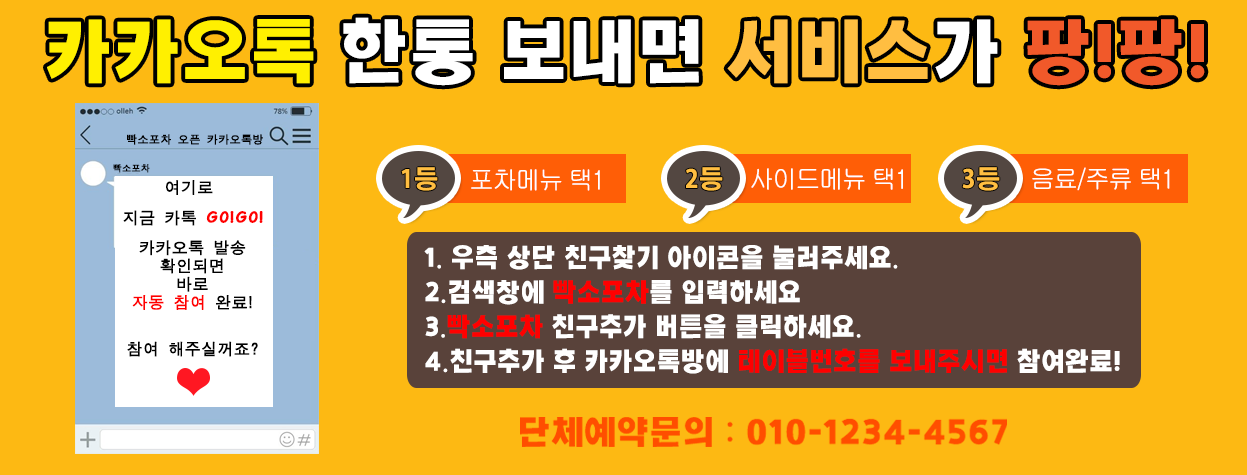 카카오톡 한통 보내면 서비스가 팡!팡!
olleh
78%
빡소포차 오픈 카카오톡방
빡소포차
여기로
지금 카톡 GO!GO!
카카오톡 발송
확인되면
바로
자동 참여 완료!
참여 해주실꺼죠?
#
1등 포차메뉴 택1
2등 사이드메뉴 택1
3등 음료/주류 택1
1. 우측 상단 친구찾기 아이콘을 눌러주세요.
2.검색창에 빡소포차를 입력하세요
3.빡소포차 친구추가 버튼을 클릭하세요.
4.친구추가 후 카카오톡방에 테이블번호를 보내주시면 참여완료!
단체예약문의 : 010-1234-4567